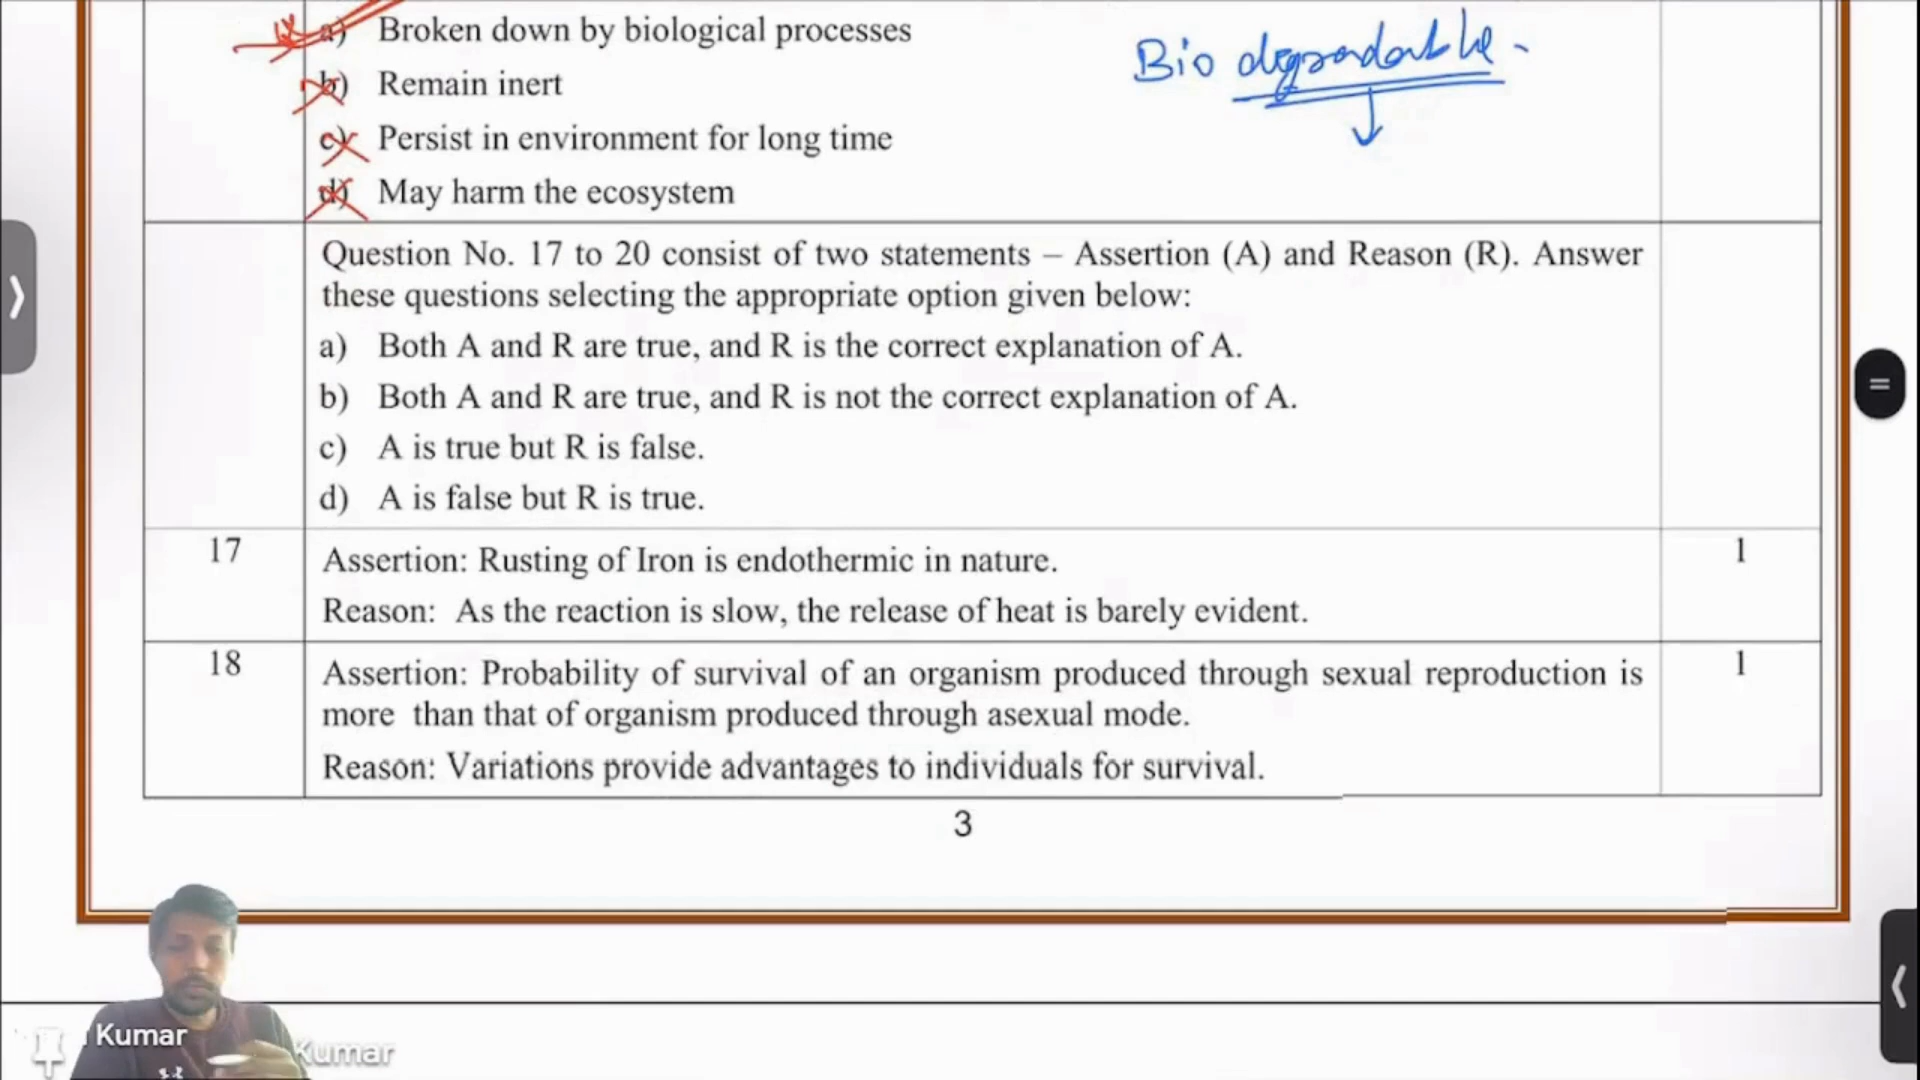 a) Broken down by biological processes
Bio degradable
b) Remain inert
c) Persist in environment for long time
d) May harm the ecosystem
Question No. 17 to 20 consist of two statements – Assertion (A) and Reason (R). Answer
these questions selecting the appropriate option given below:
a) Both A and R are true, and R is the correct explanation of A.
b) Both A and R are true, and R is not the correct explanation of A.
c) A is true but R is false.
d) A is false but R is true.
17 Assertion: Rusting of Iron is endothermic in nature. 1
Reason: As the reaction is slow, the release of heat is barely evident.
18 Assertion: Probability of survival of an organism produced through sexual reproduction is 1
more than that of organism produced through asexual mode.
Reason: Variations provide advantages to individuals for survival.
3
Kumar
Kumar